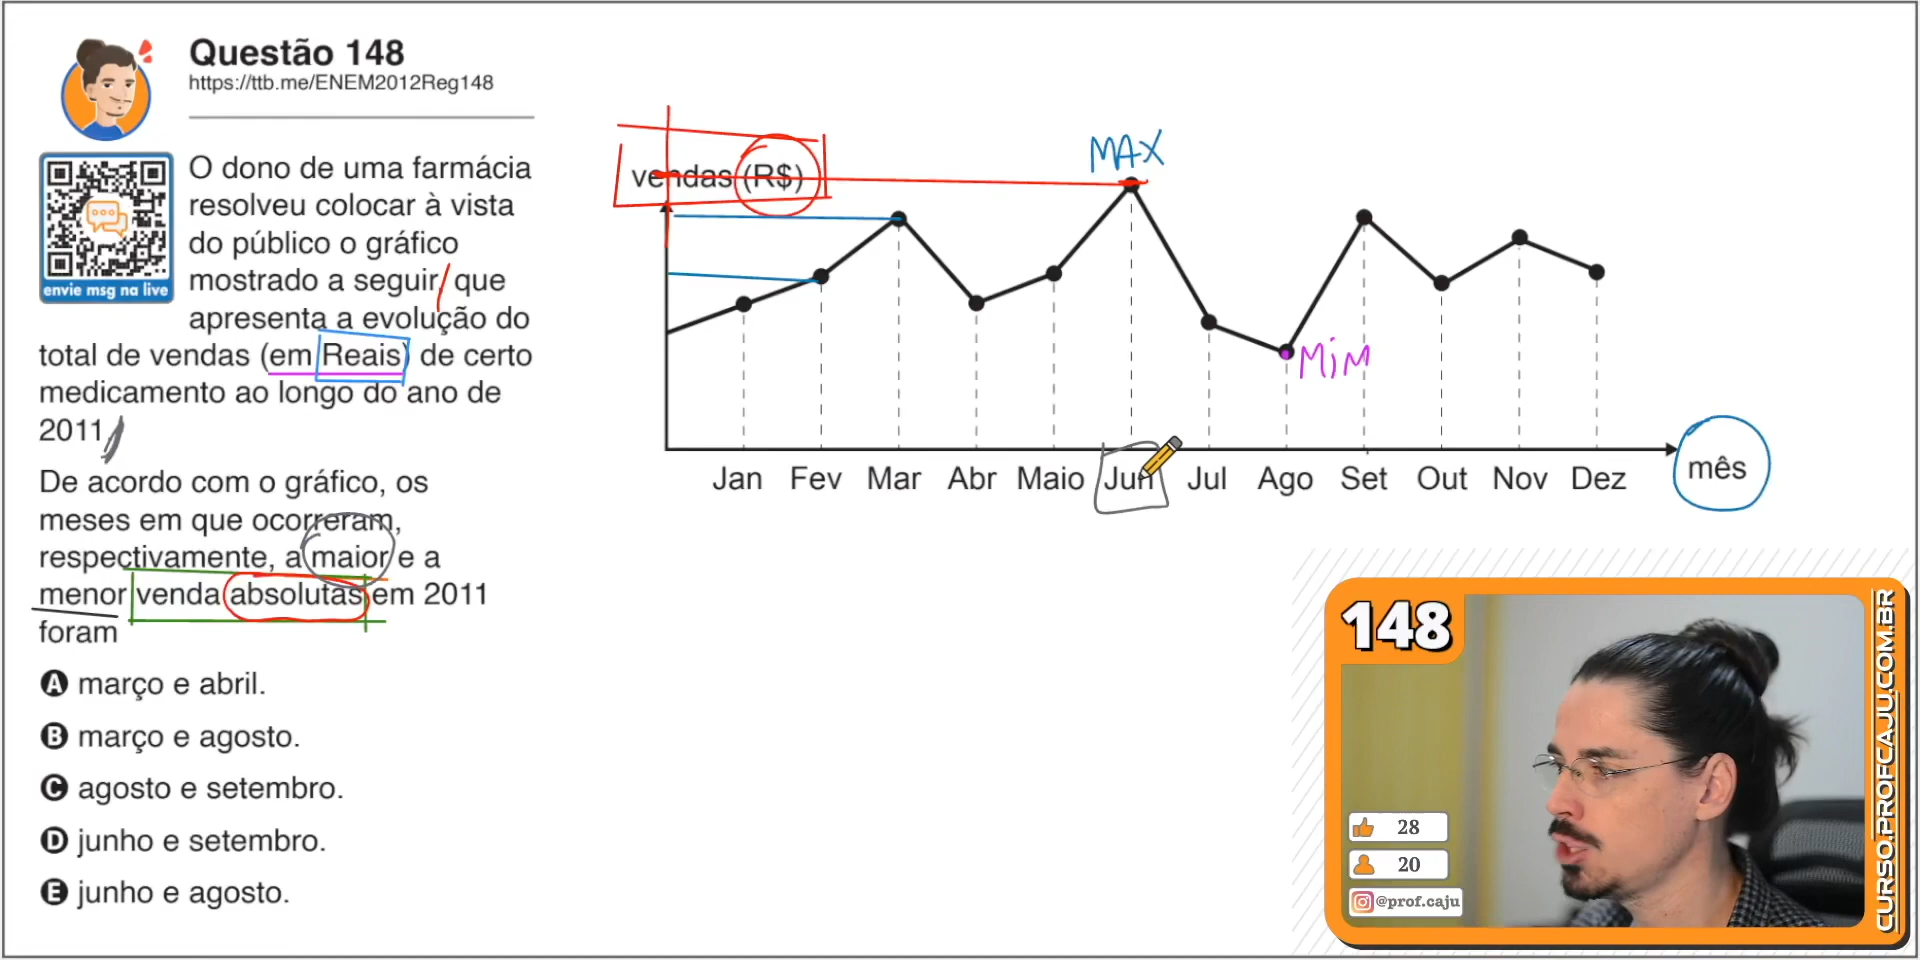 Questão 148
https://ttb.me/ENEM2012Reg148
envie msg na live
O dono de uma farmácia
resolveu colocar à vista
do público o gráfico
mostrado a seguir, que
apresenta a evolução do
total de vendas (em Reais) de certo
medicamento ao longo do ano de
2011.
De acordo com o gráfico, os
meses em que ocorreram,
respectivamente, a maior e a
menor venda absolutas em 2011
foram
A março e abril.
B março e agosto.
C agosto e setembro.
D junho e setembro.
E junho e agosto.
vendas (R$)
MAX
MiM
Jan Fev Mar Abr Maio Jun Jul Ago Set Out Nov Dez
mês
148
28
20
@prof.caju
CURSO.PROFCAJU.COM.BR